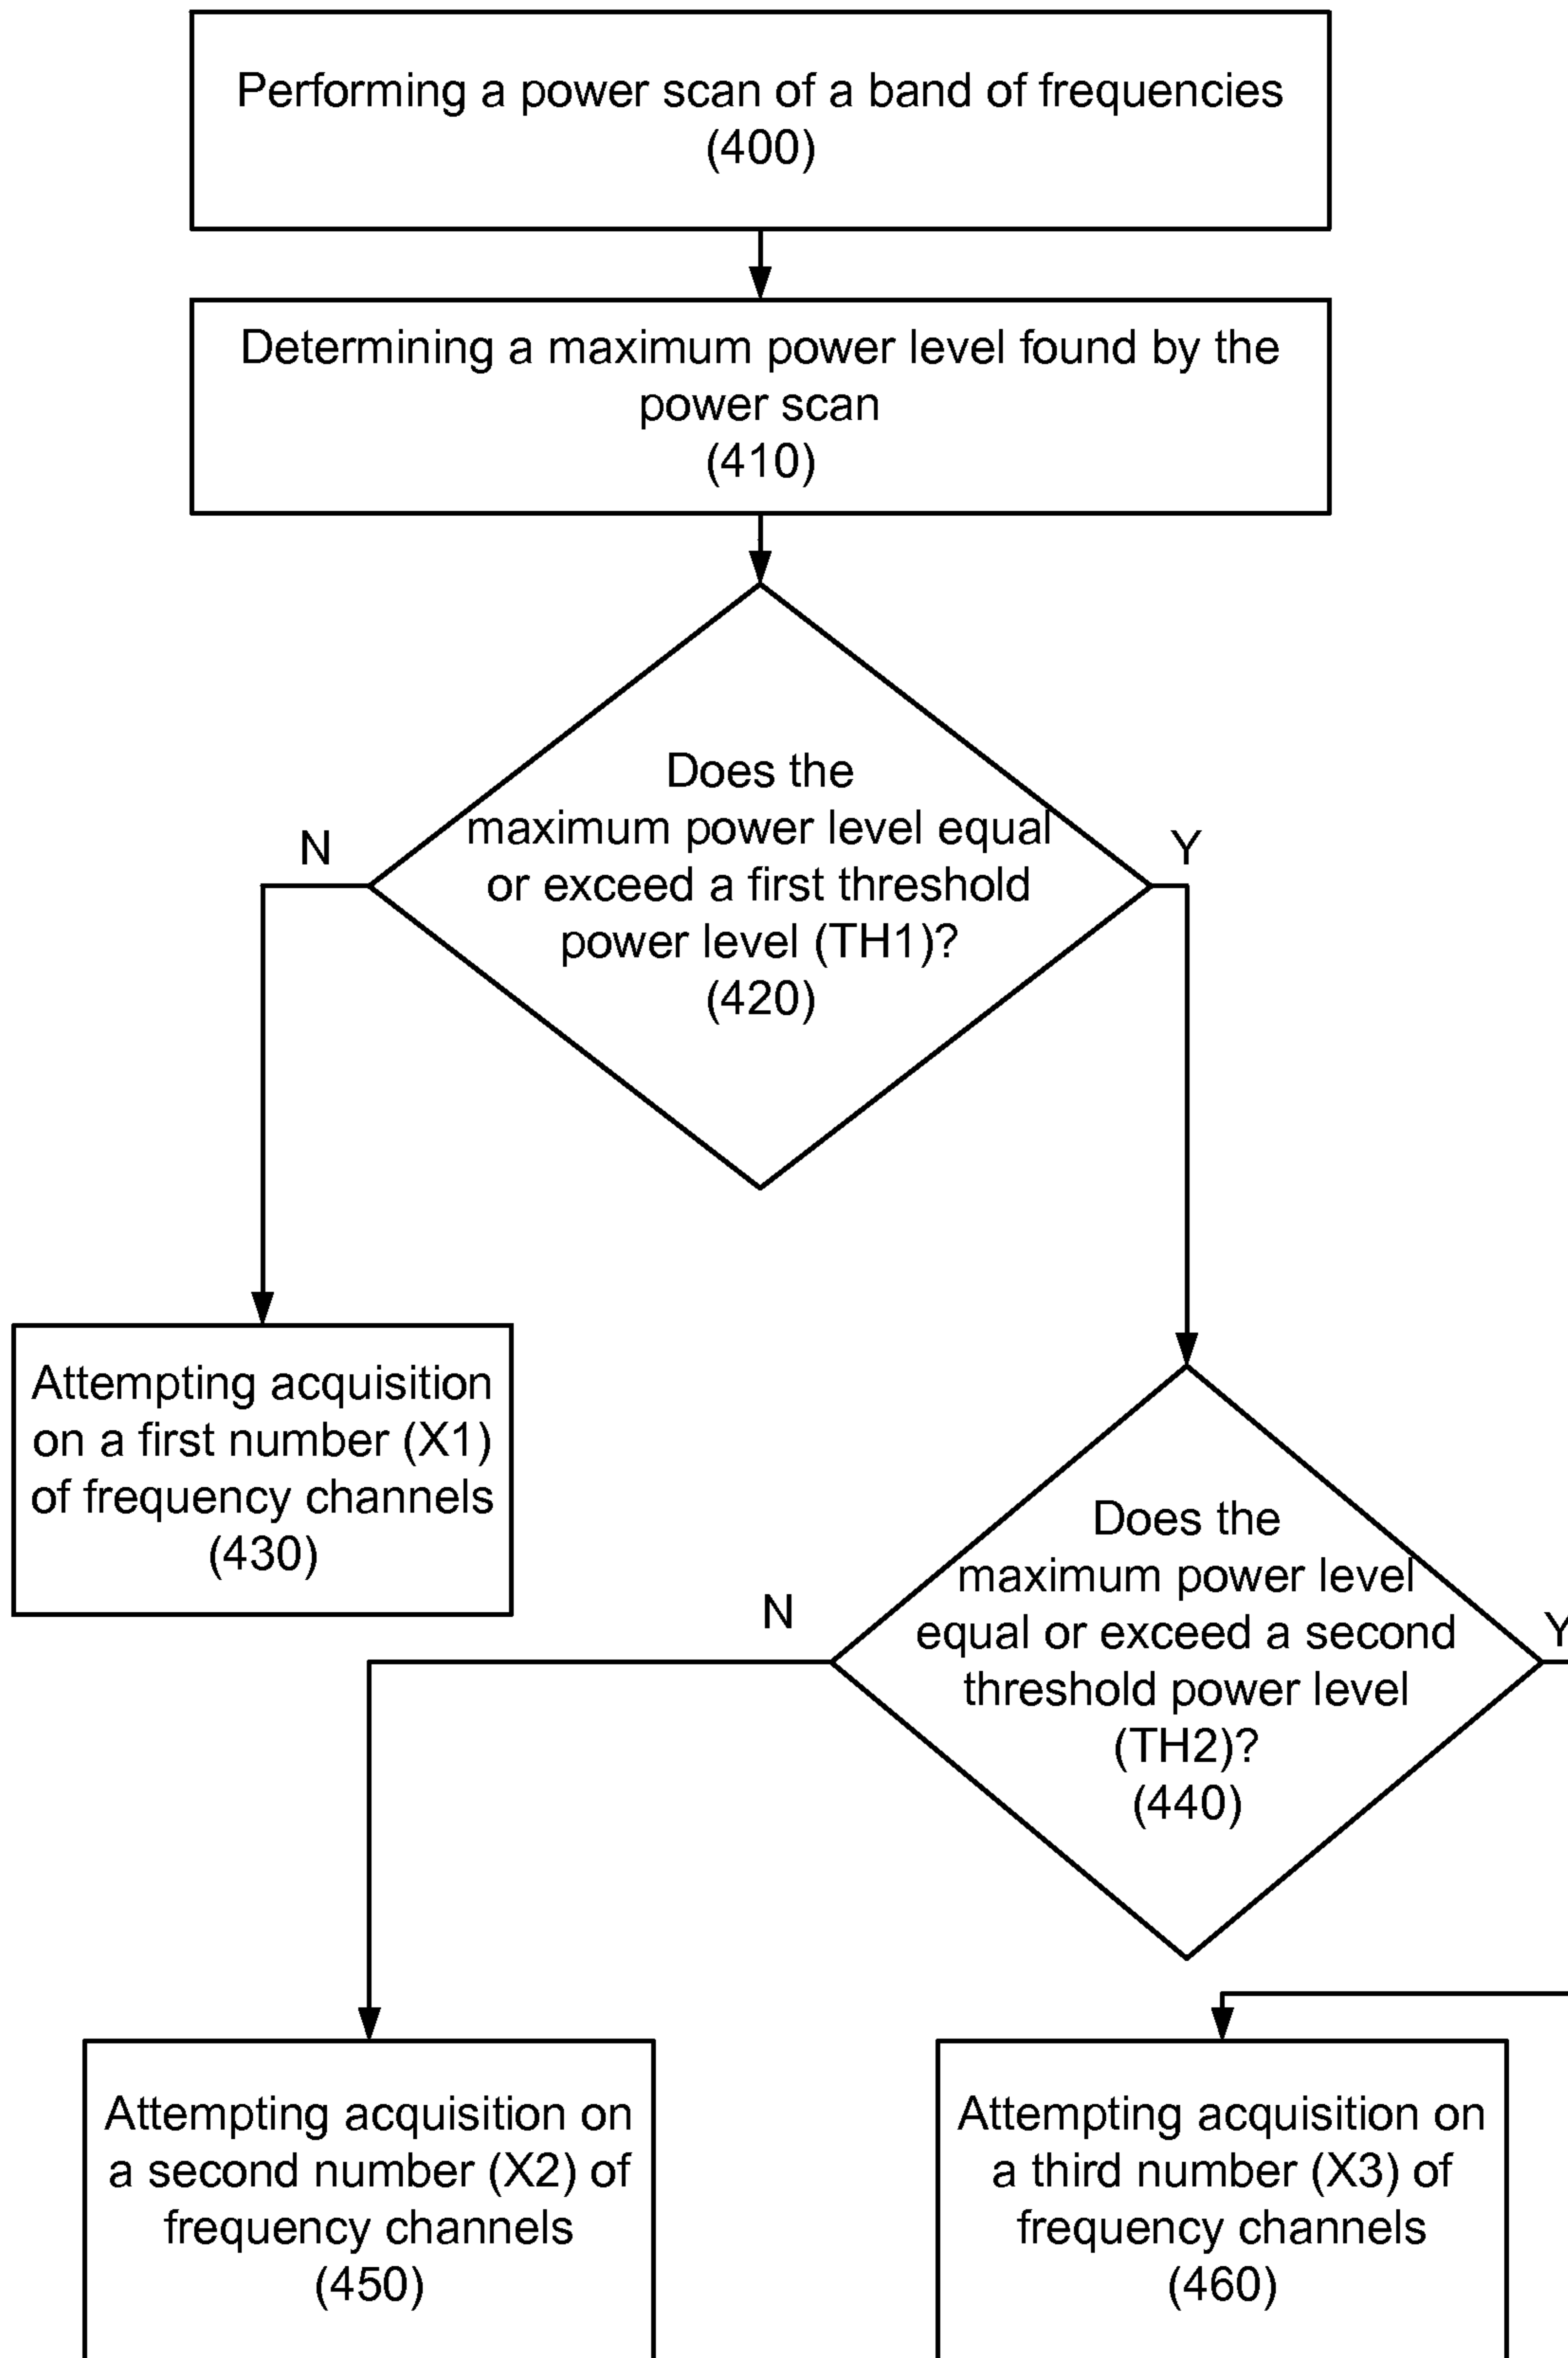 Performing a power scan of a band of frequencies
(400)
Determining a maximum power level found by the
power scan
(410)
Does the
maximum power level equal
or exceed a first threshold
power level (TH1)?
(420)
N
Y
Attempting acquisition
on a first number (X1)
of frequency channels
(430)
Does the
maximum power level
equal or exceed a second
threshold power level
(TH2)?
(440)
N
Y
Attempting acquisition on
a second number (X2) of
frequency channels
(450)
Attempting acquisition on
a third number (X3) of
frequency channels
(460)